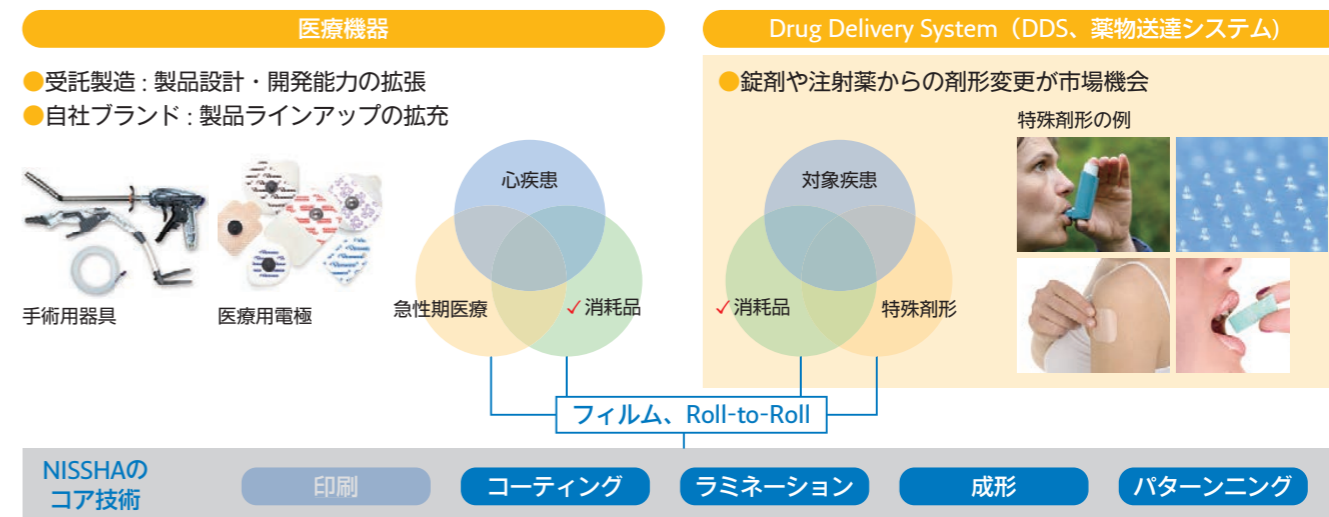 医療機器
●受託製造 : 製品設計・開発能力の拡張
●自社ブランド : 製品ラインアップの拡充
手術用器具
医療用電極
心疾患
急性期医療
✓消耗品
Drug Delivery System（DDS、薬物送達システム)
●錠剤や注射薬からの剤形変更が市場機会
特殊剤形の例
対象疾患
✓消耗品
特殊剤形
フィルム、Roll-to-Roll
NISSHAの
コア技術
印刷
コーティング
ラミネーション
成形
パターンニング